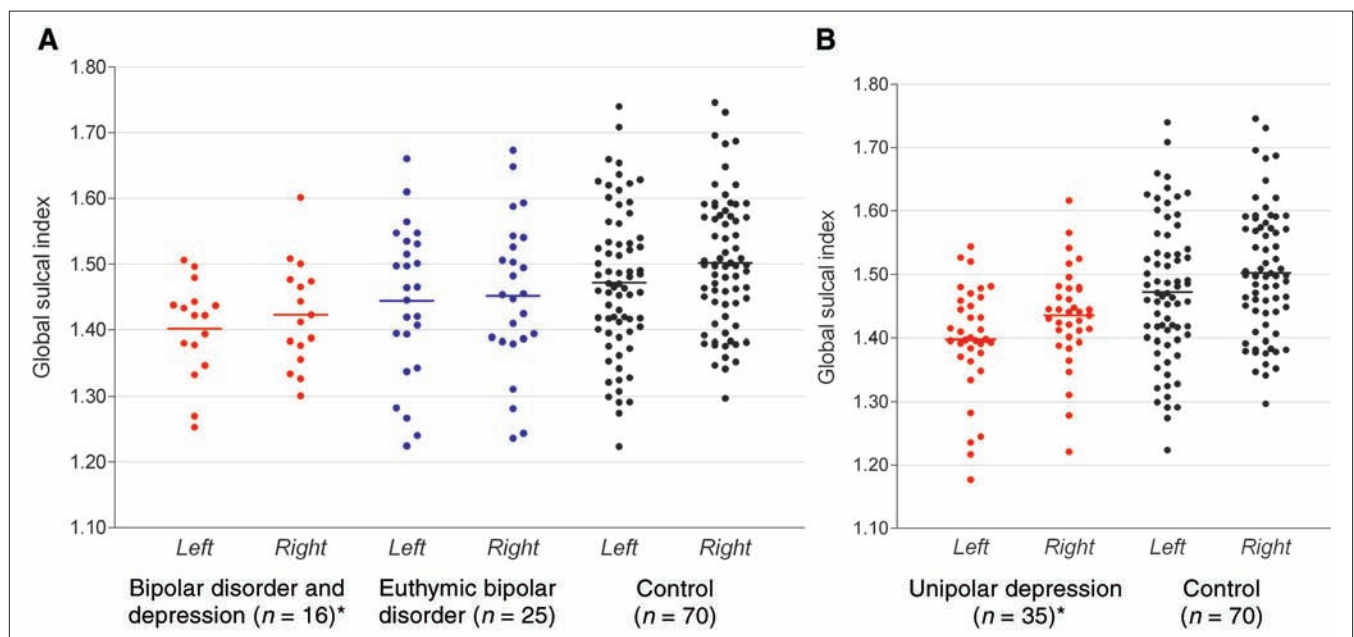 A
Global sulcal index
1.80
1.70
1.60
1.50
1.40
1.30
1.20
1.10
Left Right Left Right Left Right
Bipolar disorder and Euthymic bipolar Control
depression (n = 16)* disorder (n = 25) (n = 70)
B
Global sulcal index
1.80
1.70
1.60
1.50
1.40
1.30
1.20
1.10
Left Right Left Right
Unipolar depression Control
(n = 35)* (n = 70)